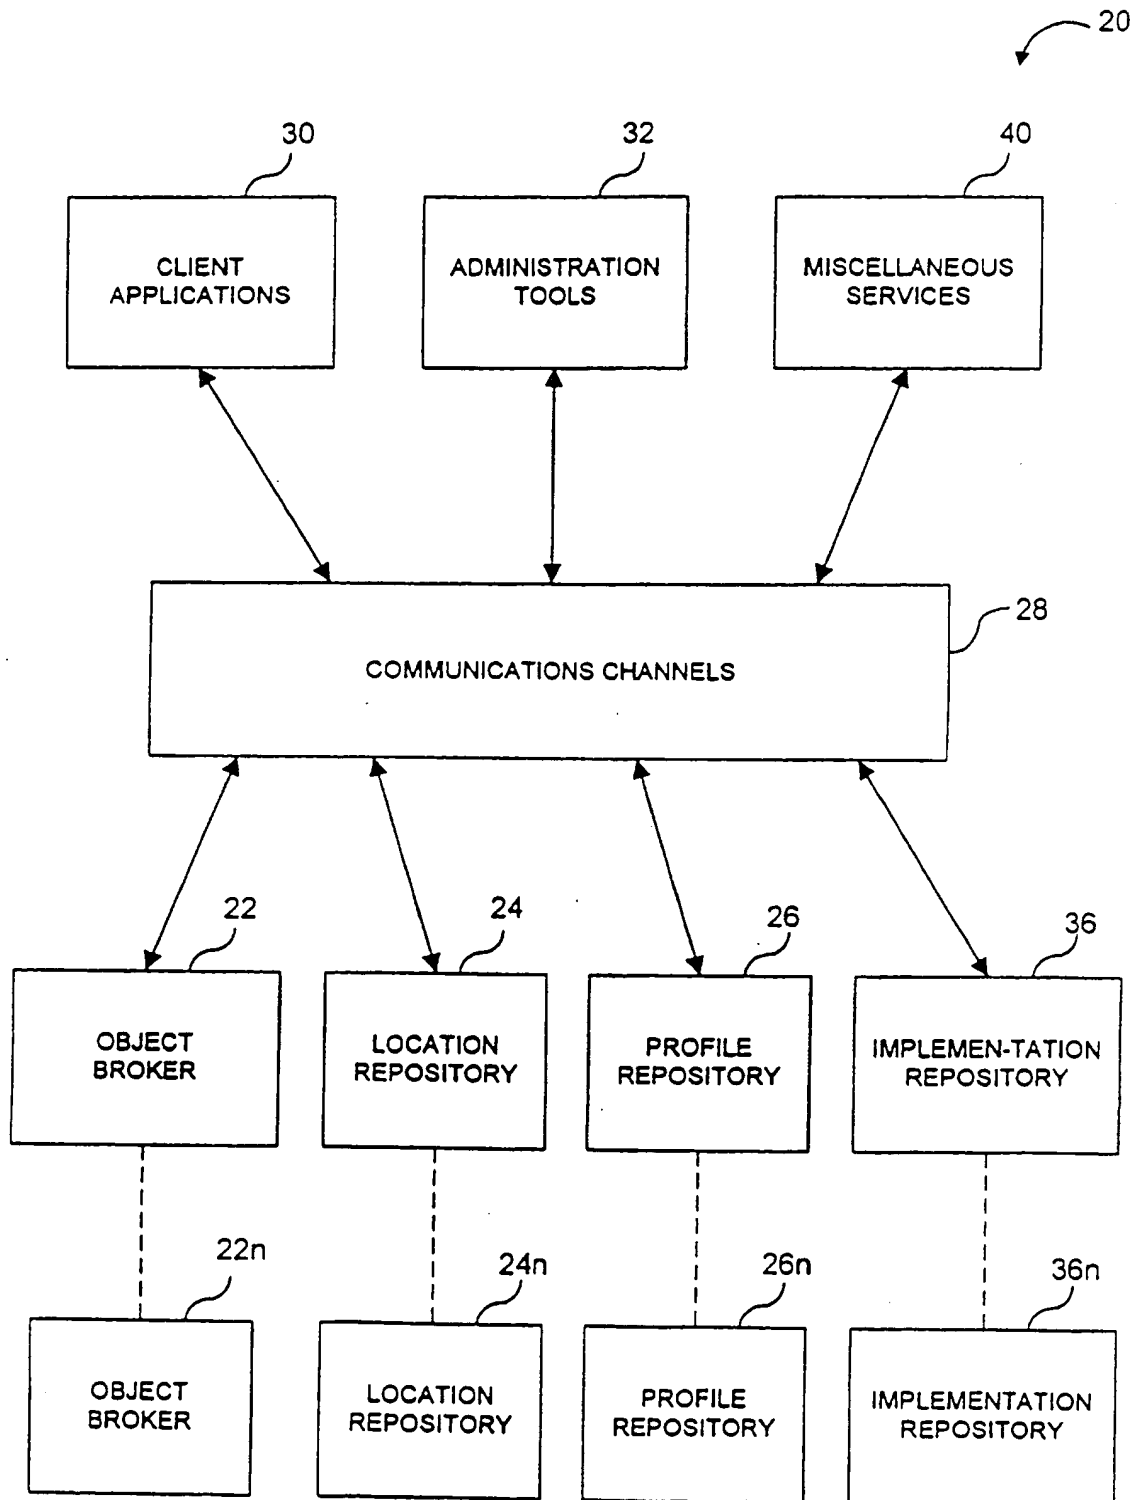 20
30
32
40
CLIENT
APPLICATIONS
ADMINISTRATION
TOOLS
MISCELLANEOUS
SERVICES
28
COMMUNICATIONS CHANNELS
22
24
26
36
OBJECT
BROKER
LOCATION
REPOSITORY
PROFILE
REPOSITORY
IMPLEMEN-TATION
REPOSITORY
22n
24n
26n
36n
OBJECT
BROKER
LOCATION
REPOSITORY
PROFILE
REPOSITORY
IMPLEMENTATION
REPOSITORY